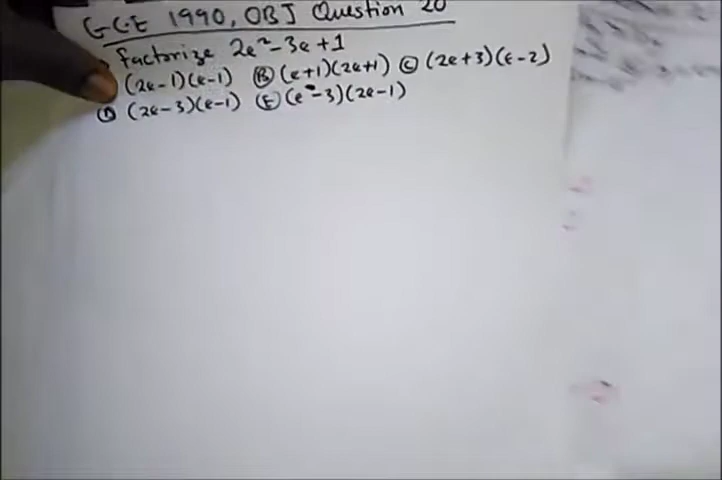 GCE 1990, OBJ Question 20
Factorize 2e²-3e+1
(2e-1)(e-1) (B) (e+1)(2e+1) (C) (2e+3)(e-2)
(D) (2e-3)(e-1) (E) (e-3)(2e-1)